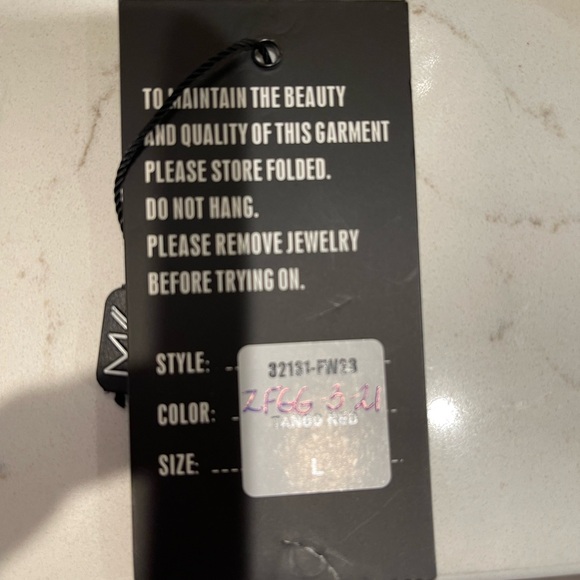 TO MAINTAIN THE BEAUTY
AND QUALITY OF THIS GARMENT
PLEASE STORE FOLDED.
DO NOT HANG.
PLEASE REMOVE JEWELRY
BEFORE TRYING ON.
STYLE: 32131-FW23
COLOR: TANGO RED
SIZE: L